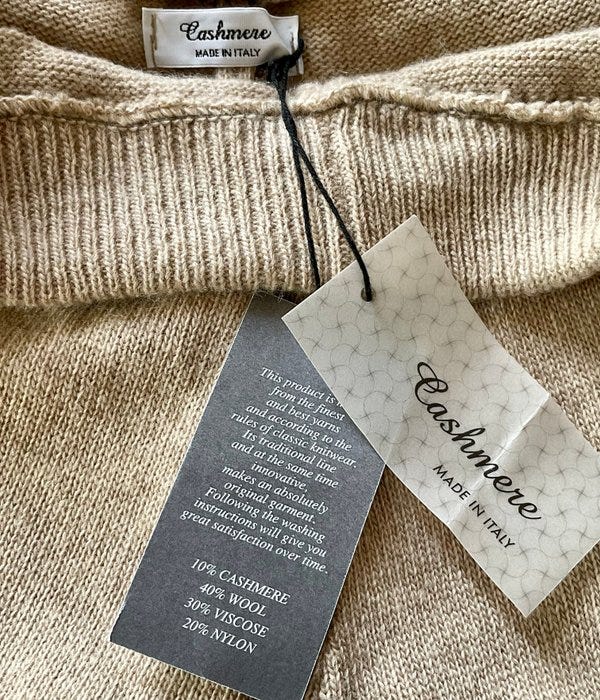 Cashmere
MADE IN ITALY
Cashmere
MADE IN ITALY
This product is
from the finest
and best yarns
and according to the
rules of classic knitwear.
Its traditional line
and at the same time
innovative,
makes an absolutely
original garment.
Following the washing
instructions will give you
great satisfaction over time.
10% CASHMERE
40% WOOL
30% VISCOSE
20% NYLON